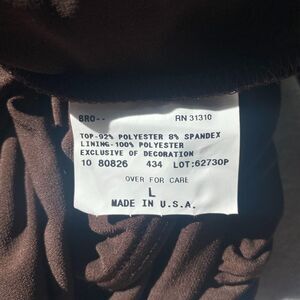 BRO-- RN 31310
TOP-92% POLYESTER 8% SPANDEX
LINING-100% POLYESTER
EXCLUSIVE OF DECORATION
10 80826 434 LOT:62730P
OVER FOR CARE
L
MADE IN U.S.A.